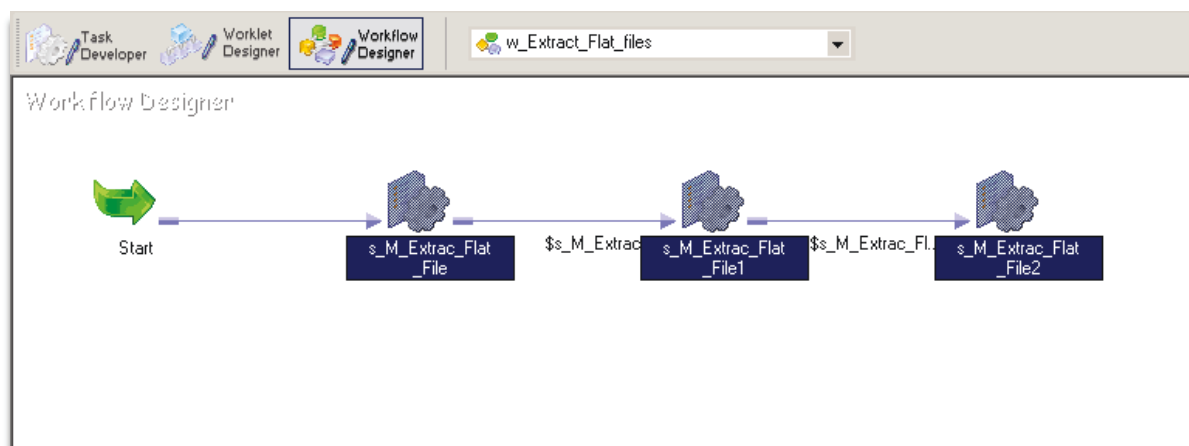 Task
Developer
Worklet
Designer
Workflow
Designer
w_Extract_Flat_files
Workflow Designer
Start
s_M_Extrac_Flat
_File
$s_M_Extrac
s_M_Extrac_Flat
_File1
$s_M_Extrac_Fl..
s_M_Extrac_Flat
_File2